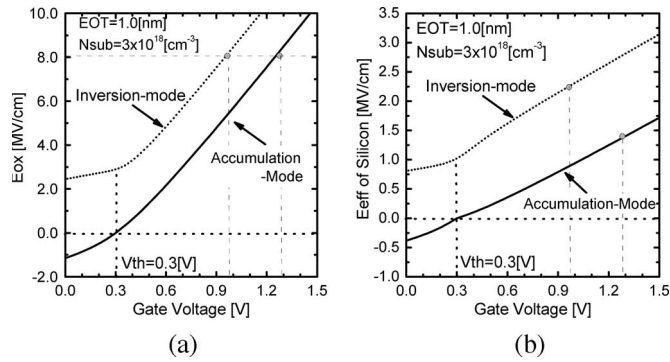 EOT=1.0[nm]
Nsub=3x10^18[cm^-3]
Inversion-mode
Accumulation
-Mode
Vth=0.3[V]
Eox [MV/cm]
10.0
8.0
6.0
4.0
2.0
0.0
-2.0
0.0 0.3 0.6 0.9 1.2 1.5
Gate Voltage [V]
(a)
EOT=1.0[nm]
Nsub=3x10^18[cm^-3]
Inversion-mode
Accumulation-Mode
Vth=0.3[V]
Eeff of Silicon [MV/cm]
3.5
3.0
2.5
2.0
1.5
1.0
0.5
0.0
-0.5
-1.0
0.0 0.3 0.6 0.9 1.2 1.5
Gate Voltage [V]
(b)